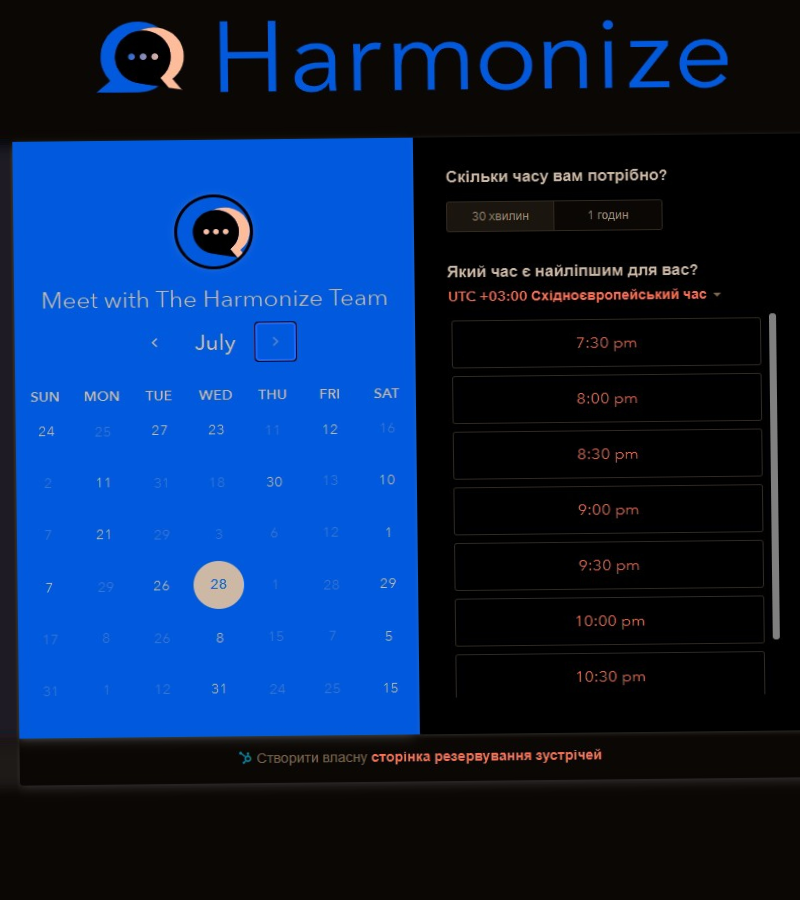 Harmonize
Meet with The Harmonize Team
July
SUN MON TUE WED THU FRI SAT
24 25 27 23 11 12 16
2 11 31 18 30 13 10
7 21 29 3 6 12 1
7 29 26 28 1 28 29
17 8 26 8 15 7 5
31 1 12 31 24 25 15
Скільки часу вам потрібно?
30 хвилин 1 годин
Який час є найліпшим для вас?
UTC +03:00 Східноєвропейський час
7:30 pm
8:00 pm
8:30 pm
9:00 pm
9:30 pm
10:00 pm
10:30 pm
Створити власну сторінка резервування зустрічей